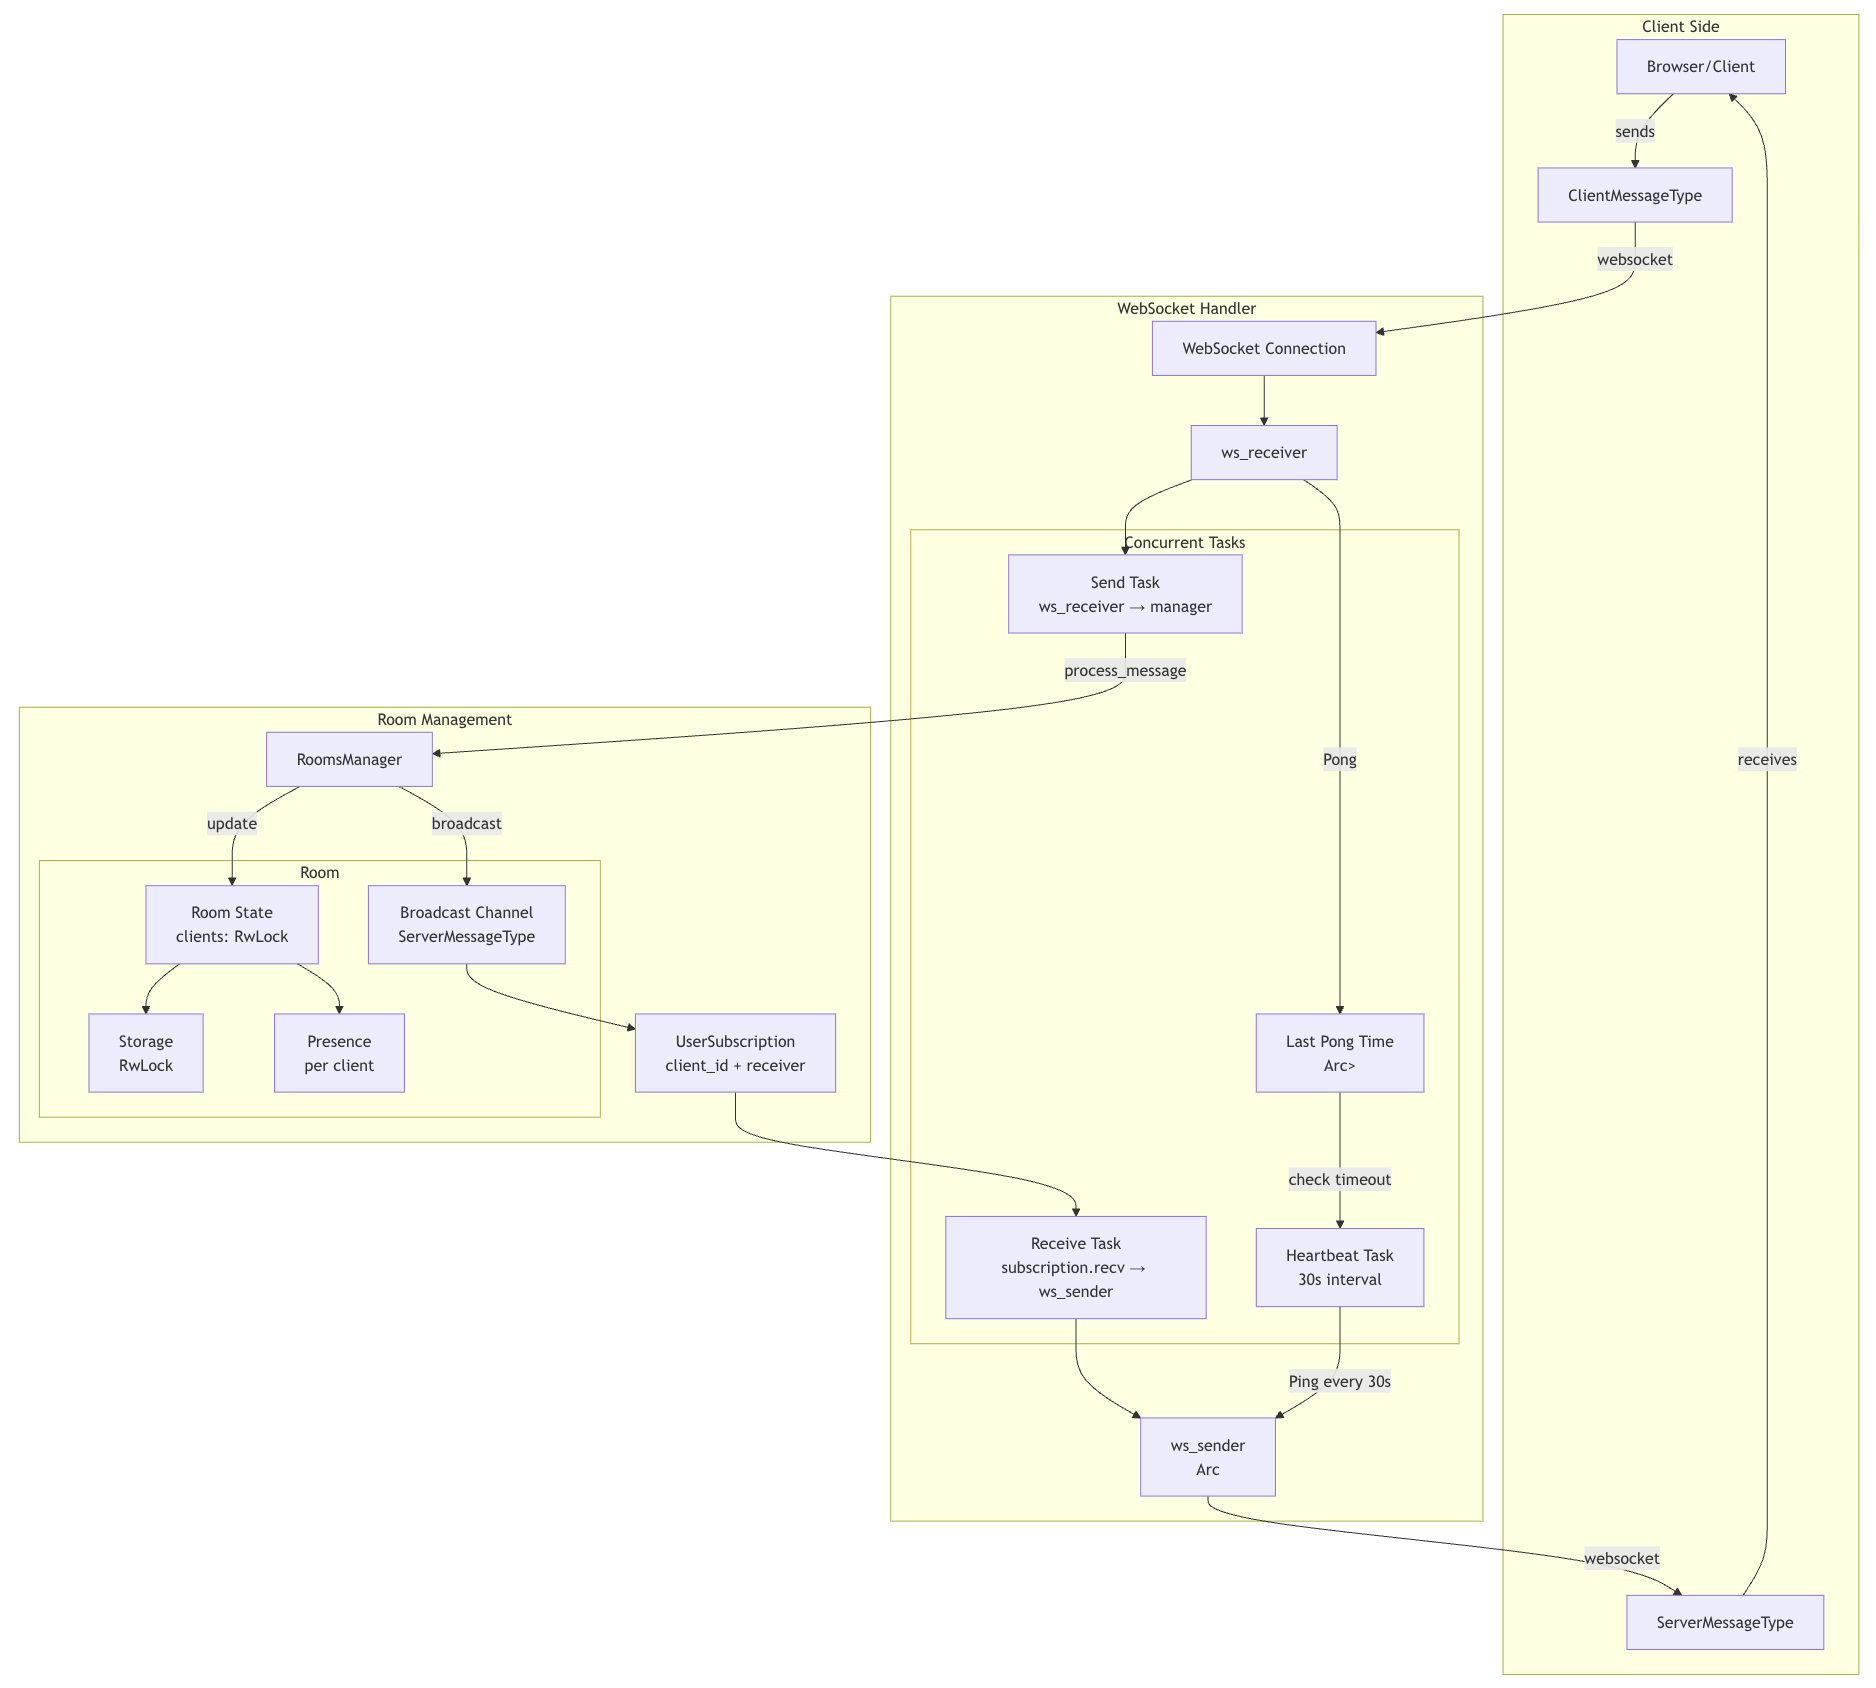 Client Side
Browser/Client
sends
ClientMessageType
websocket
WebSocket Handler
WebSocket Connection
ws_receiver
Concurrent Tasks
Send Task
ws_receiver → manager
process_message
Room Management
RoomsManager
Pong
receives
update
broadcast
Room
Room State
clients: RwLock
Broadcast Channel
ServerMessageType
Storage
RwLock
Presence
per client
UserSubscription
client_id + receiver
Last Pong Time
Arc>
check timeout
Receive Task
subscription.recv →
ws_sender
Heartbeat Task
30s interval
Ping every 30s
ws_sender
Arc
websocket
ServerMessageType